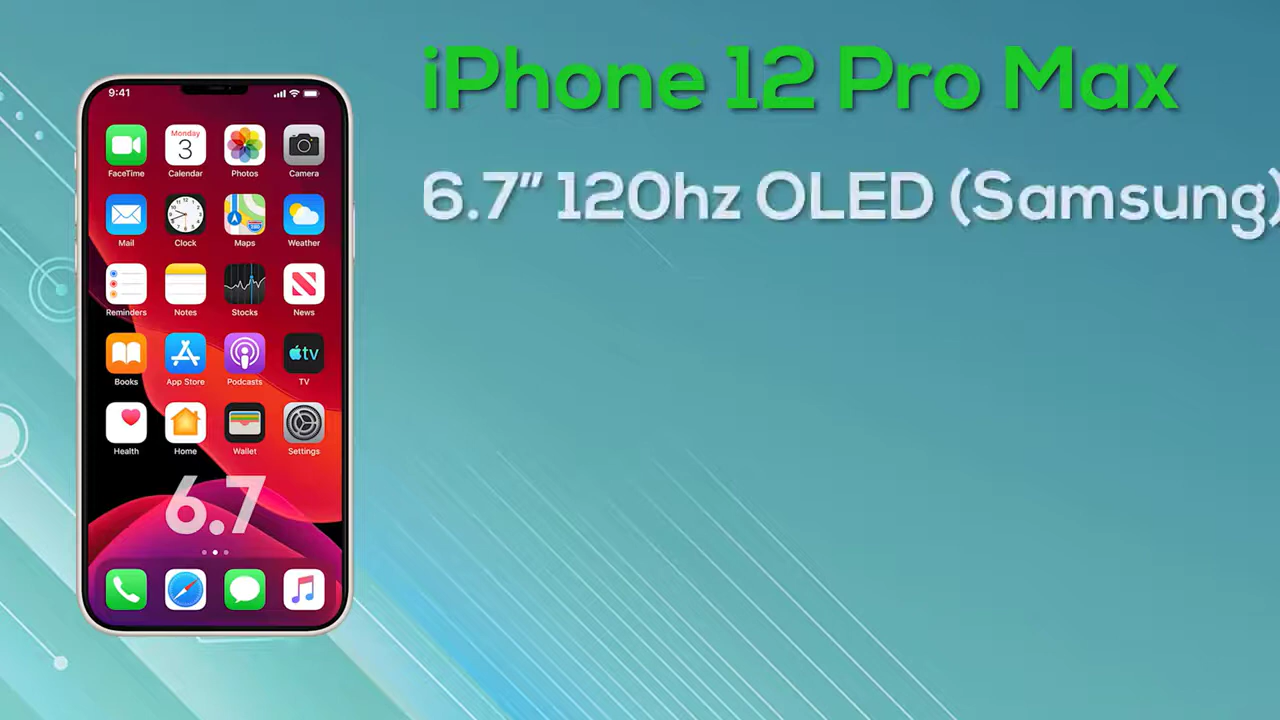 iPhone 12 Pro Max
6.7” 120hz OLED (Samsung)
9:41
Monday
3
FaceTime Calendar Photos Camera
Mail Clock Maps Weather
Reminders Notes Stocks News
tv
Books App Store Podcasts TV
Health Home Wallet Settings
6.7